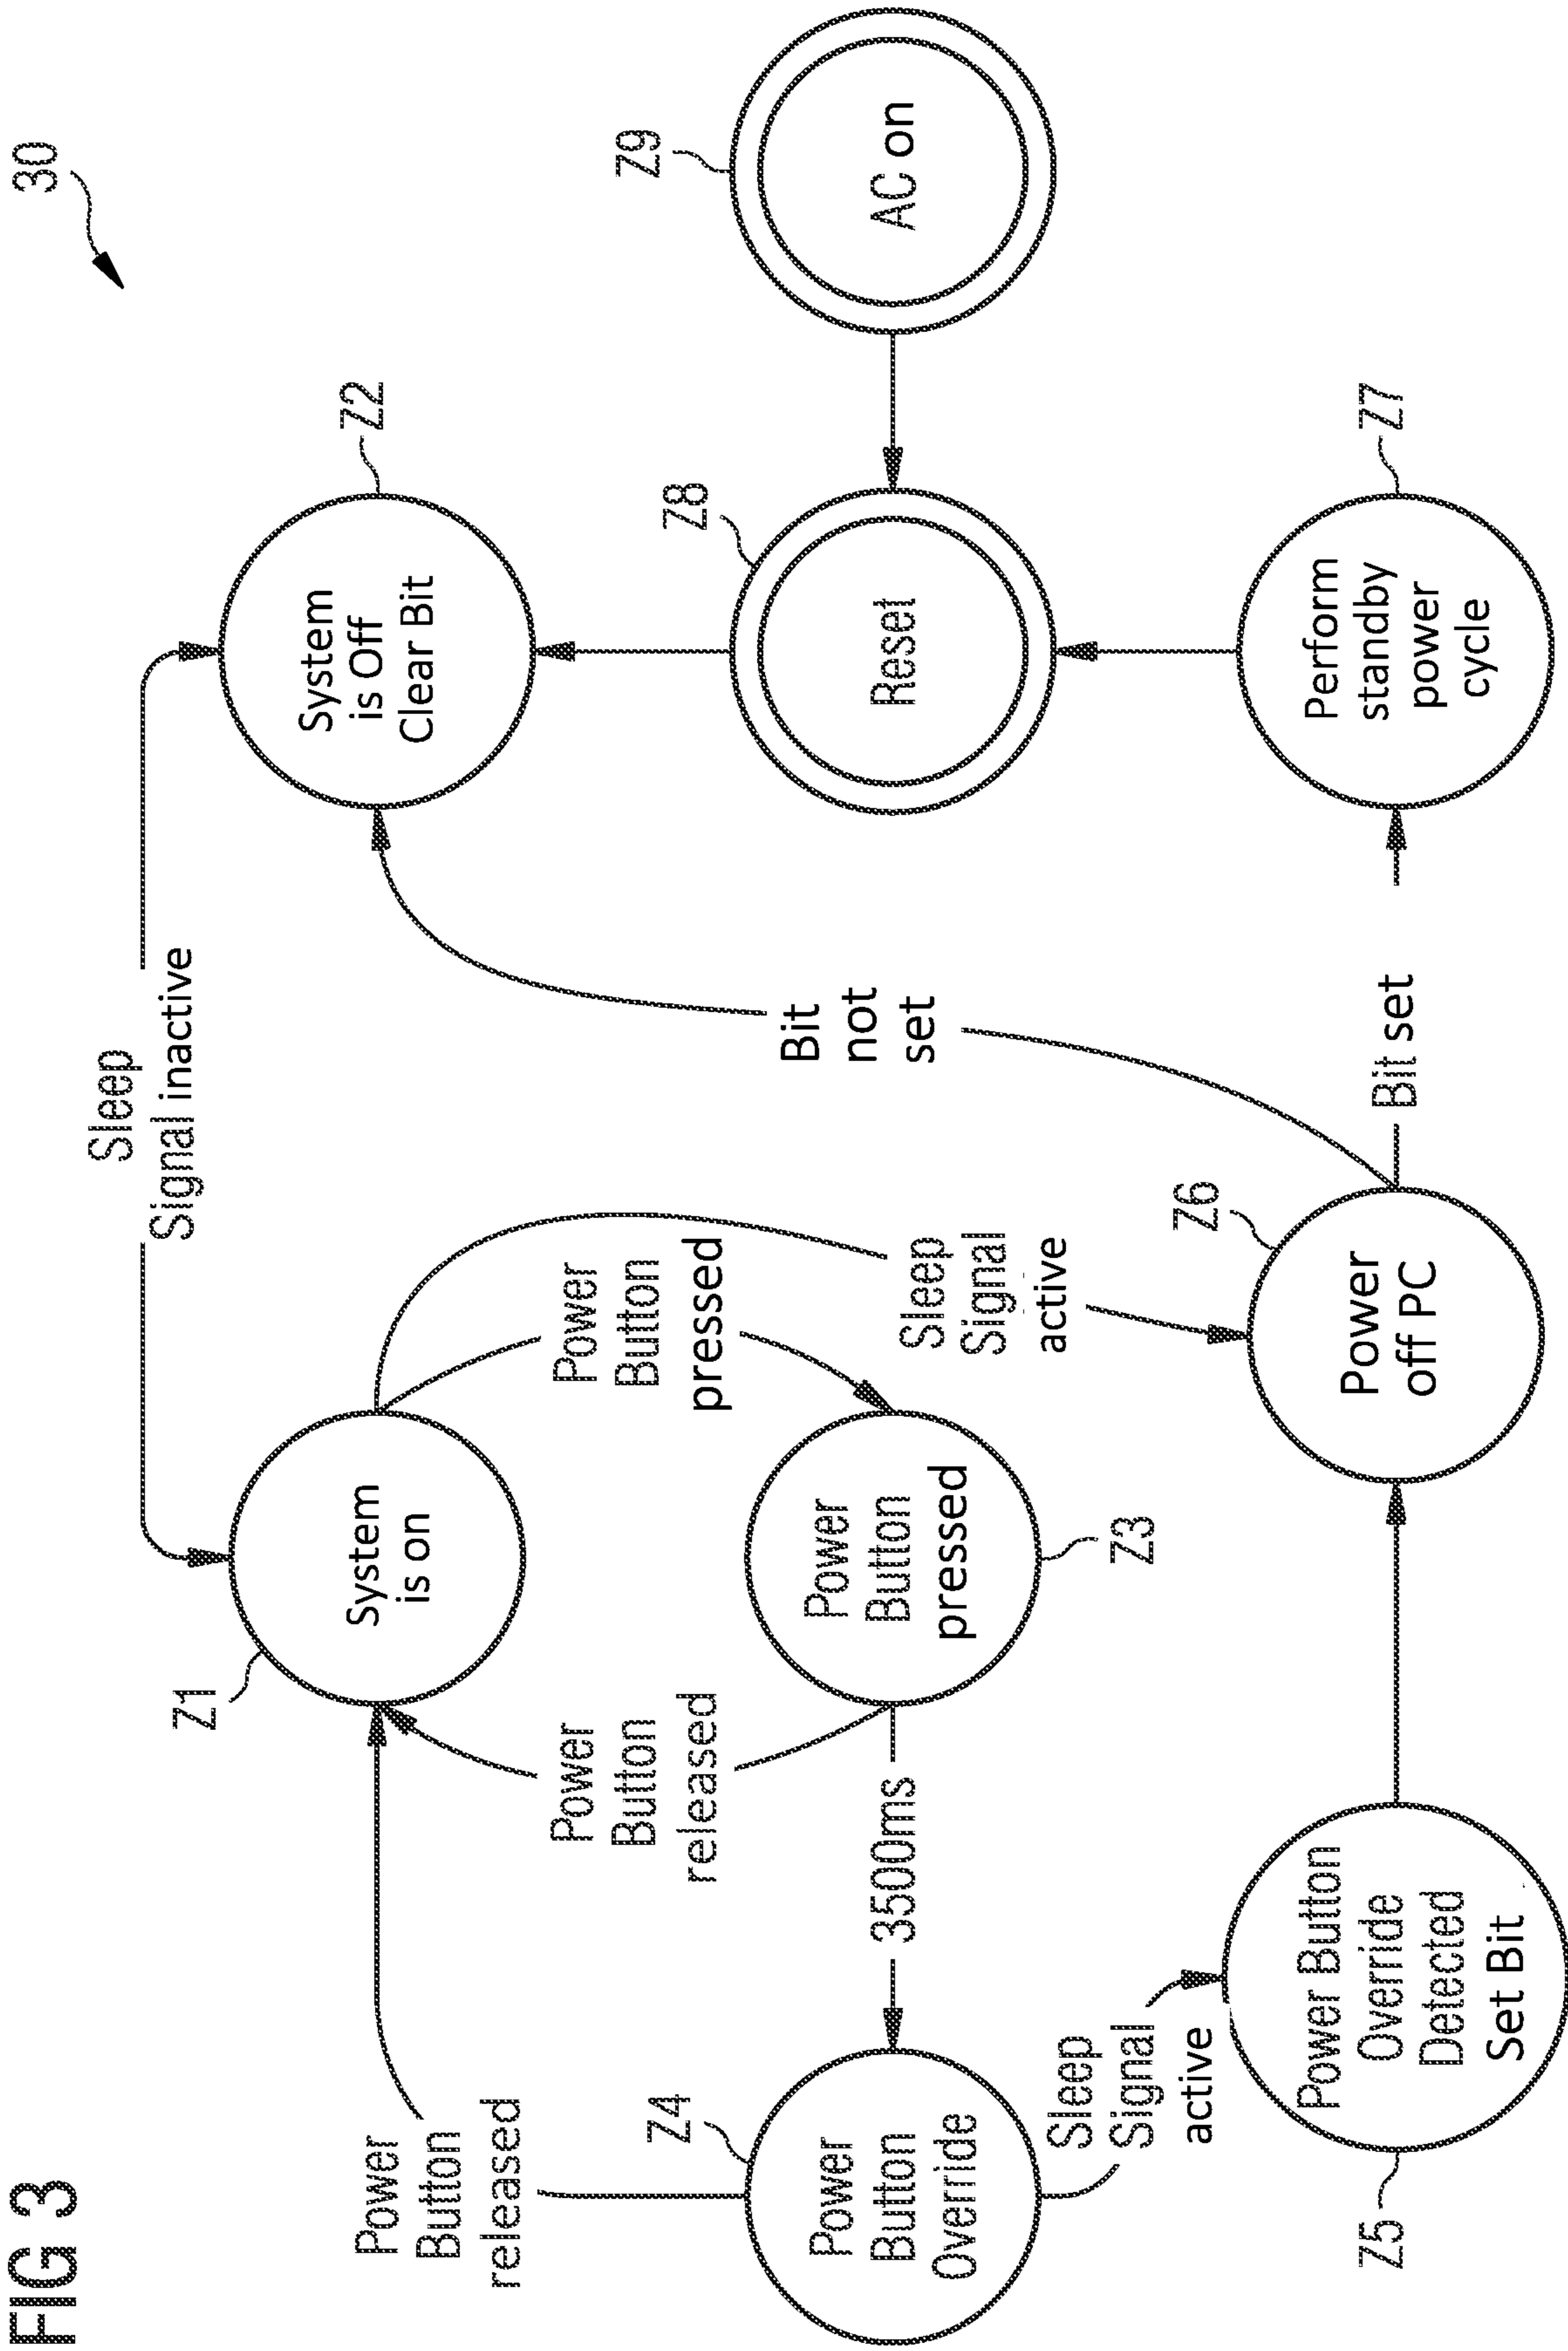 FIG 3
30
Sleep
Signal inactive
Z1
System
is on
Z2
System
is Off
Clear Bit
Power
Button
released
Power
Button
released
Power
Button
pressed
Sleep
Signal
active
Bit
not
set
Z4
Power
Button
Override
3500ms
Power
Button
pressed
Z3
Z8
Reset
Z9
AC on
Sleep
Signal
active
Z5
Power Button
Override
Detected
Set Bit
Z6
Power
off PC
Bit set
Z7
Perform
standby
power
cycle